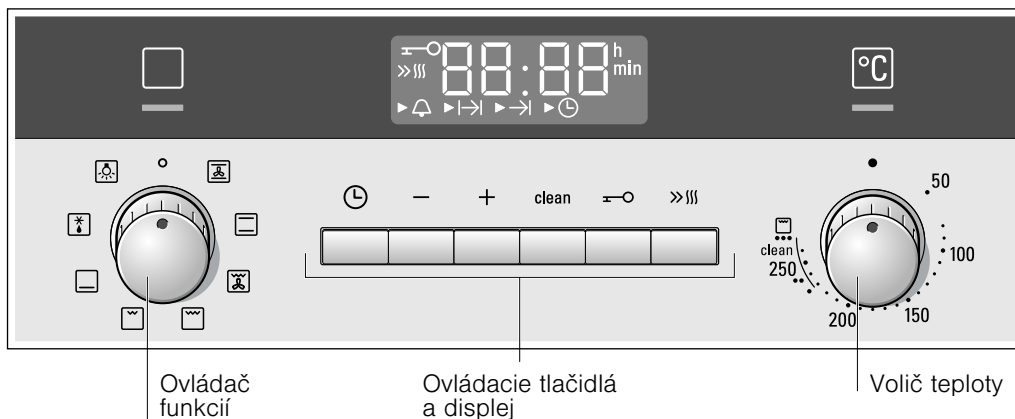 88:88 h
min
°C
clean
50
100
150
200
250
clean
Ovládač
funkcií
Ovládacie tlačidlá
a displej
Volič teploty